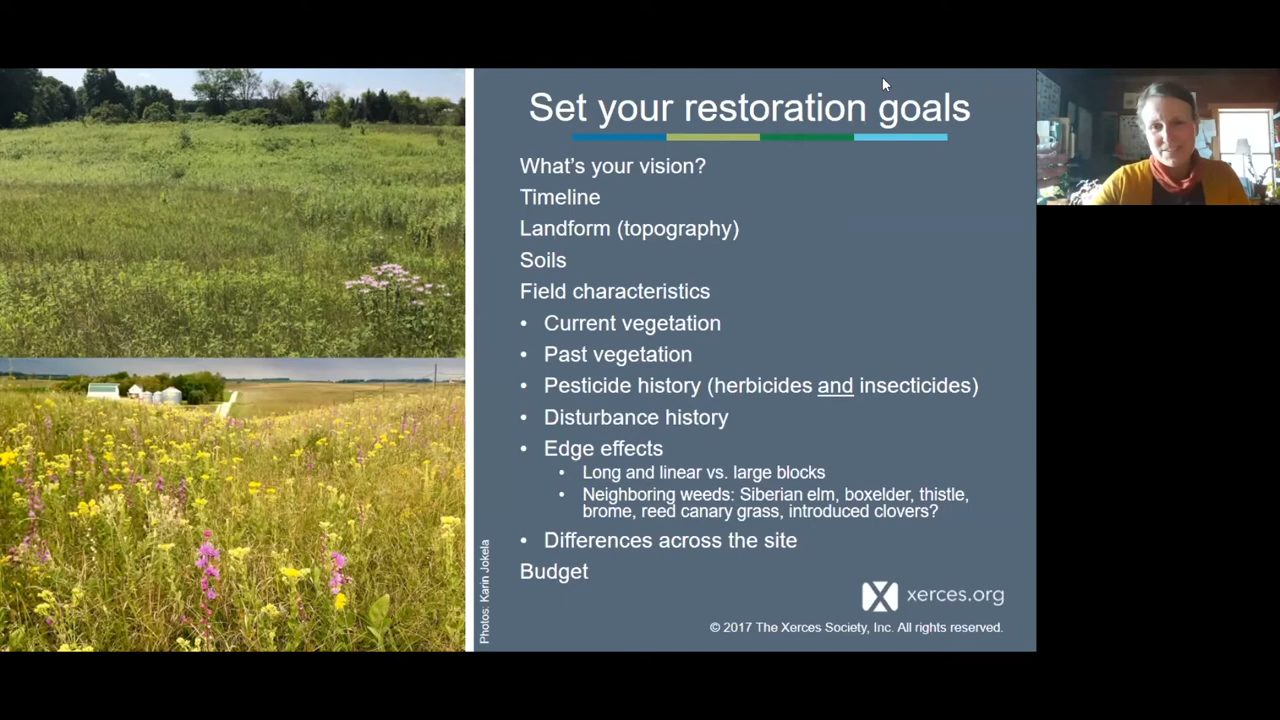 Set your restoration goals
What's your vision?
Timeline
Landform (topography)
Soils
Field characteristics
• Current vegetation
• Past vegetation
• Pesticide history (herbicides and insecticides)
• Disturbance history
• Edge effects
• Long and linear vs. large blocks
• Neighboring weeds: Siberian elm, boxelder, thistle,
brome, reed canary grass, introduced clovers?
• Differences across the site
Budget
Photos: Karin Jokela
xerces.org
© 2017 The Xerces Society, Inc. All rights reserved.